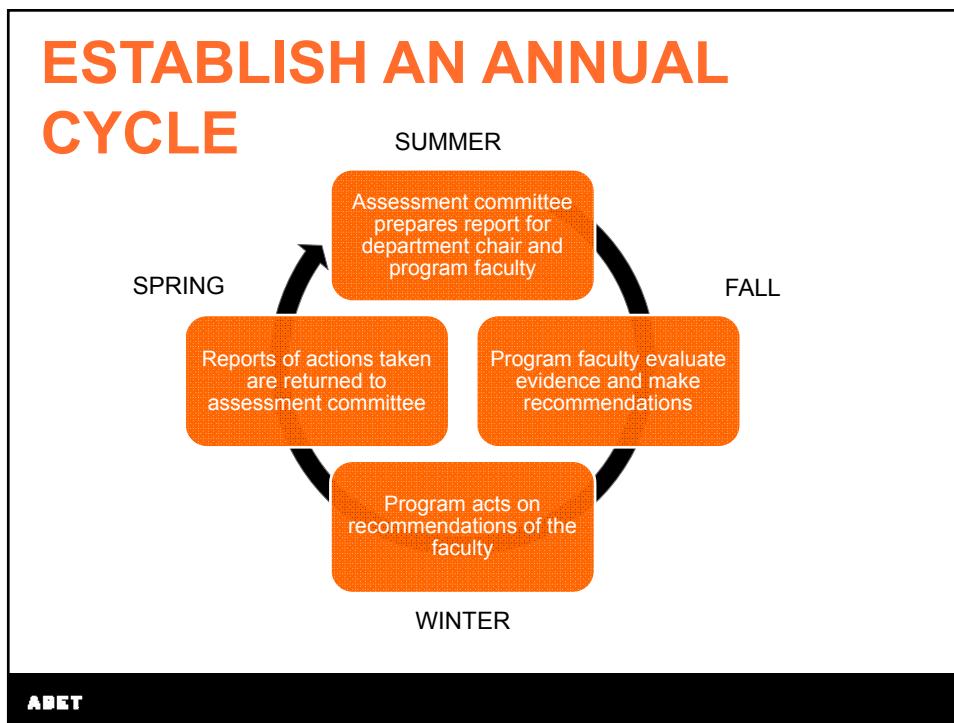 ESTABLISH AN ANNUAL
CYCLE
SUMMER
Assessment committee
prepares report for
department chair and
program faculty
FALL
Program faculty evaluate
evidence and make
recommendations
WINTER
Program acts on
recommendations of the
faculty
SPRING
Reports of actions taken
are returned to
assessment committee
ABET